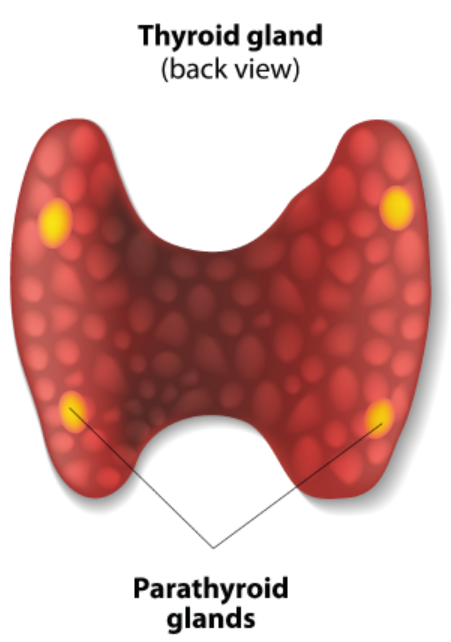 Thyroid gland
(back view)
Parathyroid
glands